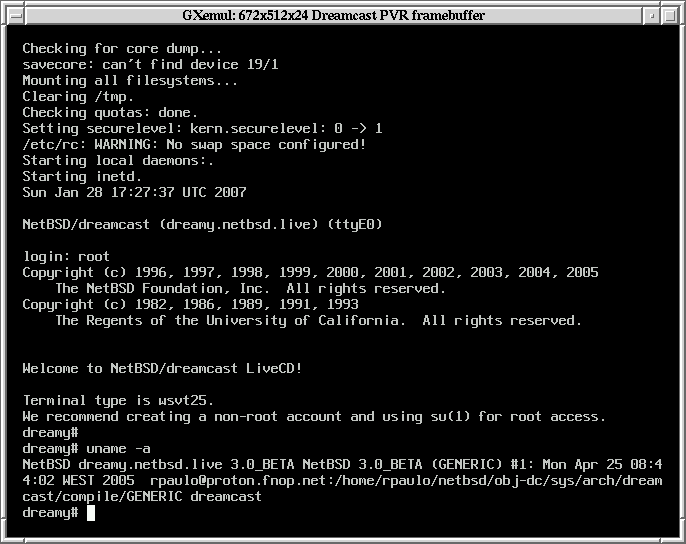 GXemul: 672x512x24 Dreamcast PVR framebuffer
Checking for core dump...
savecore: can't find device 19/1
Mounting all filesystems...
Clearing /tmp.
Checking quotas: done.
Setting securelevel: kern.securelevel: 0 -> 1
/etc/rc: WARNING: No swap space configured!
Starting local daemons:.
Starting inetd.
Sun Jan 28 17:27:37 UTC 2007
NetBSD/dreamcast (dreamy.netbsd.live) (ttyE0)
login: root
Copyright (c) 1996, 1997, 1998, 1999, 2000, 2001, 2002, 2003, 2004, 2005
The NetBSD Foundation, Inc.  All rights reserved.
Copyright (c) 1982, 1986, 1989, 1991, 1993
The Regents of the University of California.  All rights reserved.
Welcome to NetBSD/dreamcast LiveCD!
Terminal type is wsvt25.
We recommend creating a non-root account and using su(1) for root access.
dreamy#
dreamy# uname -a
NetBSD dreamy.netbsd.live 3.0_BETA NetBSD 3.0_BETA (GENERIC) #1: Mon Apr 25 08:4
4:02 WEST 2005  rpaulo@proton.fnop.net:/home/rpaulo/netbsd/obj-dc/sys/arch/dream
cast/compile/GENERIC dreamcast
dreamy#